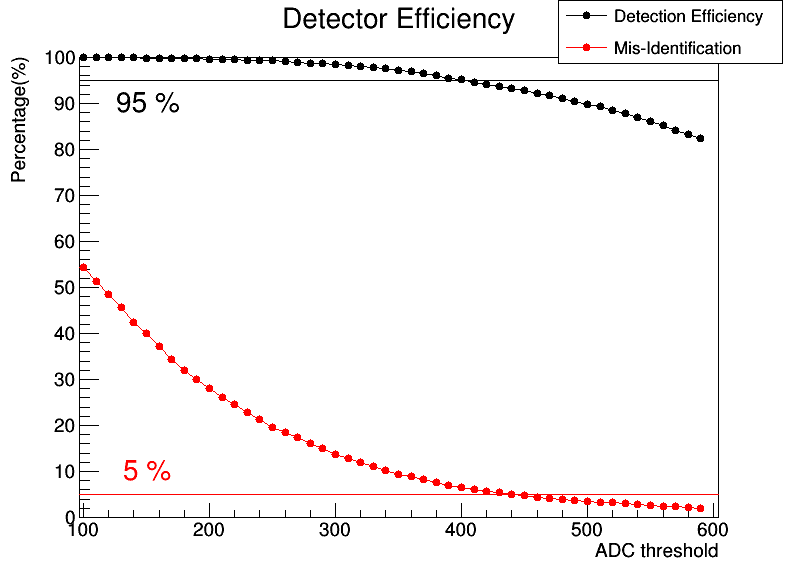 Detector Efficiency
Detection Efficiency
Mis-Identification
Percentage(%)
100
90
80
70
60
50
40
30
20
10
0
95 %
5 %
100 200 300 400 500 600
ADC threshold